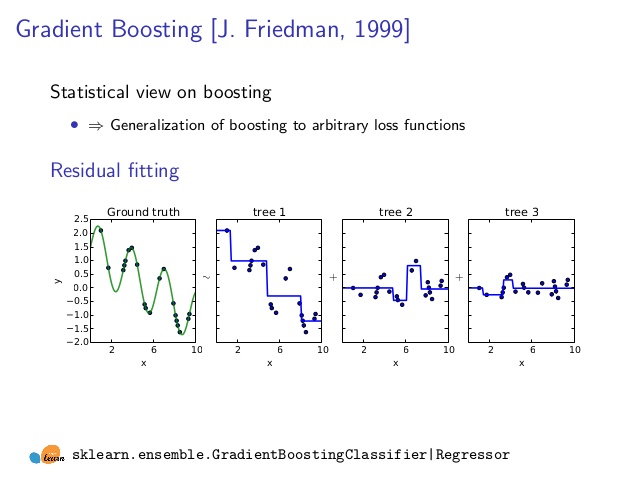 Gradient Boosting [J. Friedman, 1999]
Statistical view on boosting
• ⇒ Generalization of boosting to arbitrary loss functions
Residual fitting
Ground truth
tree 1
tree 2
tree 3
2.5
2.0
1.5
1.0
0.5
0.0
−0.5
−1.0
−1.5
−2.0
y
2 6 10
x
~
2 6 10
x
+
2 6 10
x
+
2 6 10
x
learn
sklearn.ensemble.GradientBoostingClassifier|Regressor